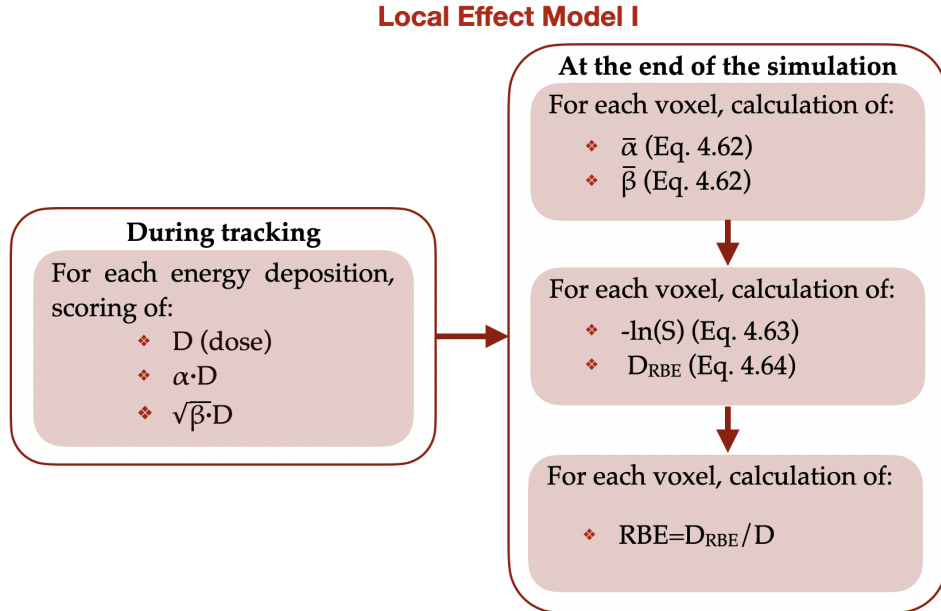 Local Effect Model I
During tracking
For each energy deposition,
scoring of:
❖ D (dose)
❖ α·D
❖ √β·D
At the end of the simulation
For each voxel, calculation of:
❖ ᾱ (Eq. 4.62)
❖ β̄ (Eq. 4.62)
For each voxel, calculation of:
❖ -ln(S) (Eq. 4.63)
❖ D_RBE (Eq. 4.64)
For each voxel, calculation of:
❖ RBE=D_RBE/D